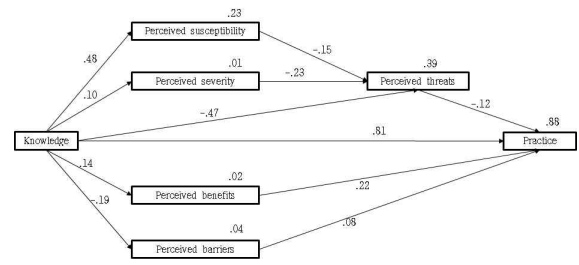 .23
Perceived susceptibility
.48
-.15
.01
.39
Perceived severity
-.23
Perceived threats
.10
-.12
-.47
.88
Knowledge
.81
Practice
.14
.02
Perceived benefits
.22
-.19
.04
.08
Perceived barriers